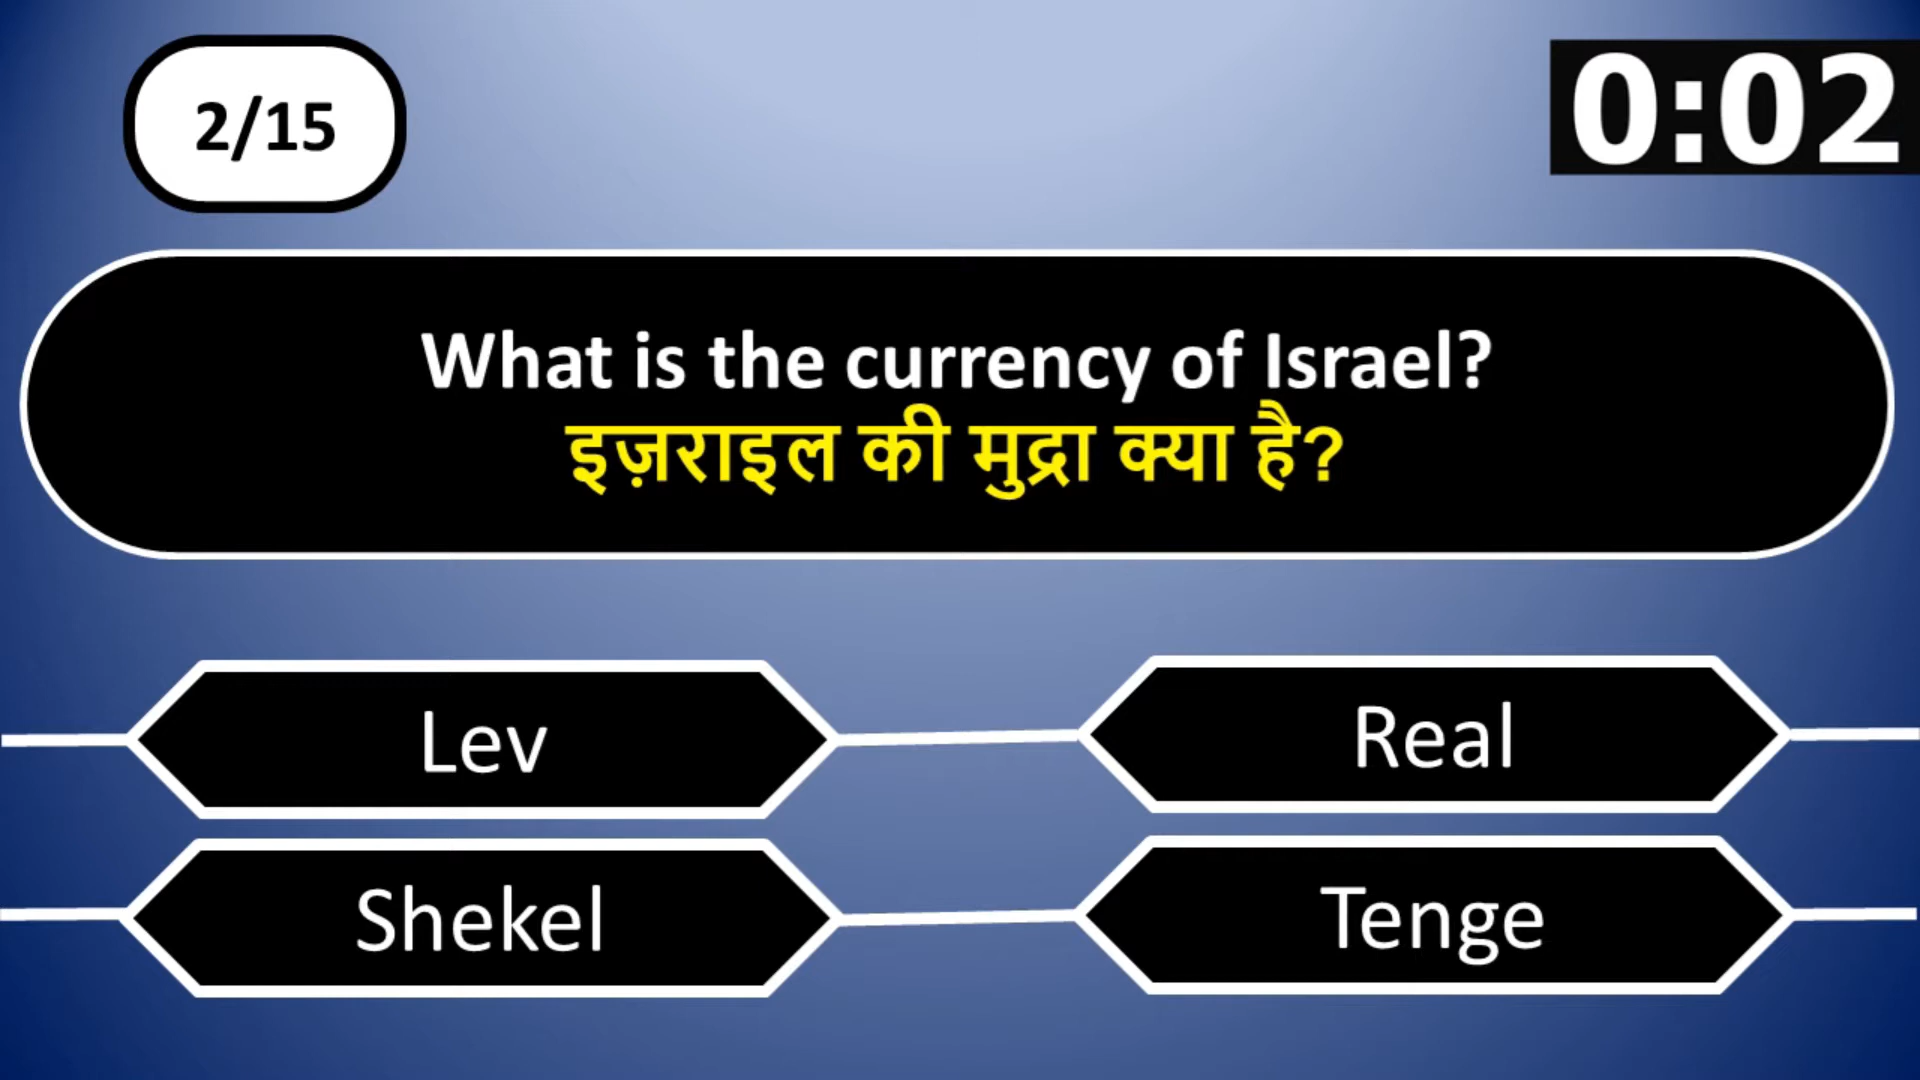 2/15
0:02
What is the currency of Israel?
इज़राइल की मुद्रा क्या है?
Lev
Real
Shekel
Tenge